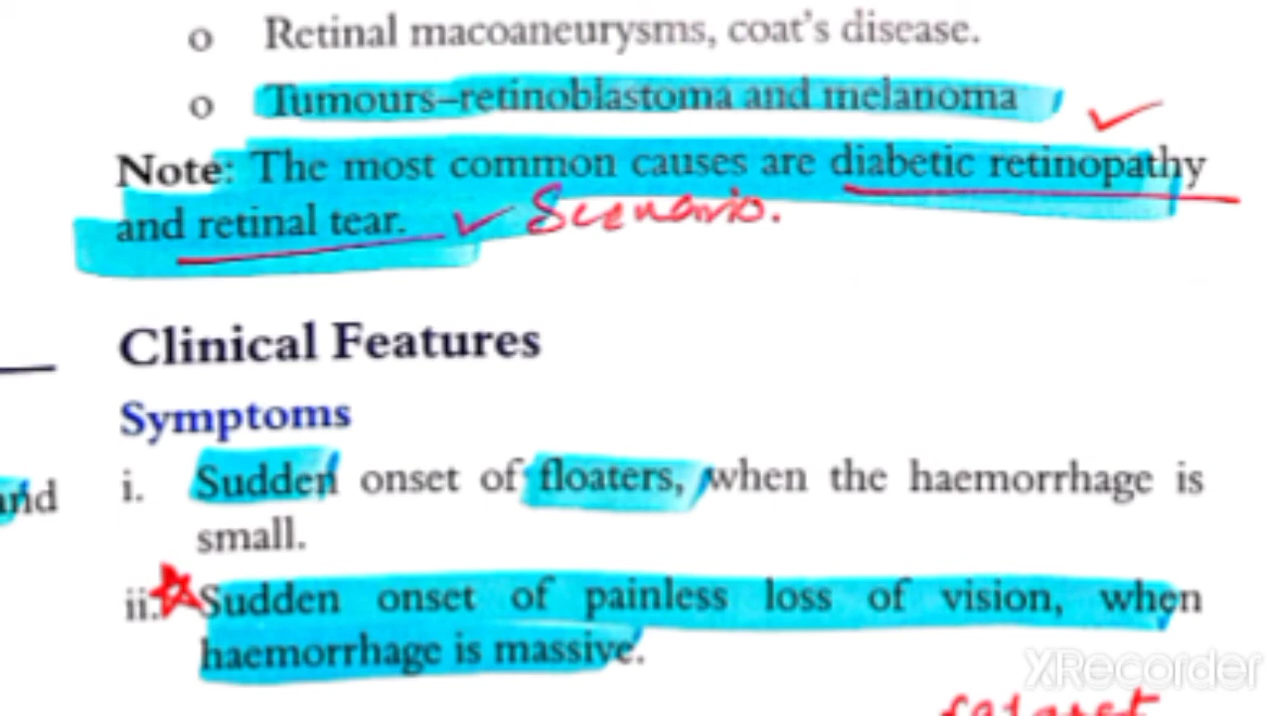 o Retinal macoaneurysms, coat's disease.
o Tumours–retinoblastoma and melanoma
Note: The most common causes are diabetic retinopathy
and retinal tear. Scenario.
Clinical Features
Symptoms
and
i. Sudden onset of floaters, when the haemorrhage is
small.
ii. Sudden onset of painless loss of vision, when
haemorrhage is massive.
XRecorder